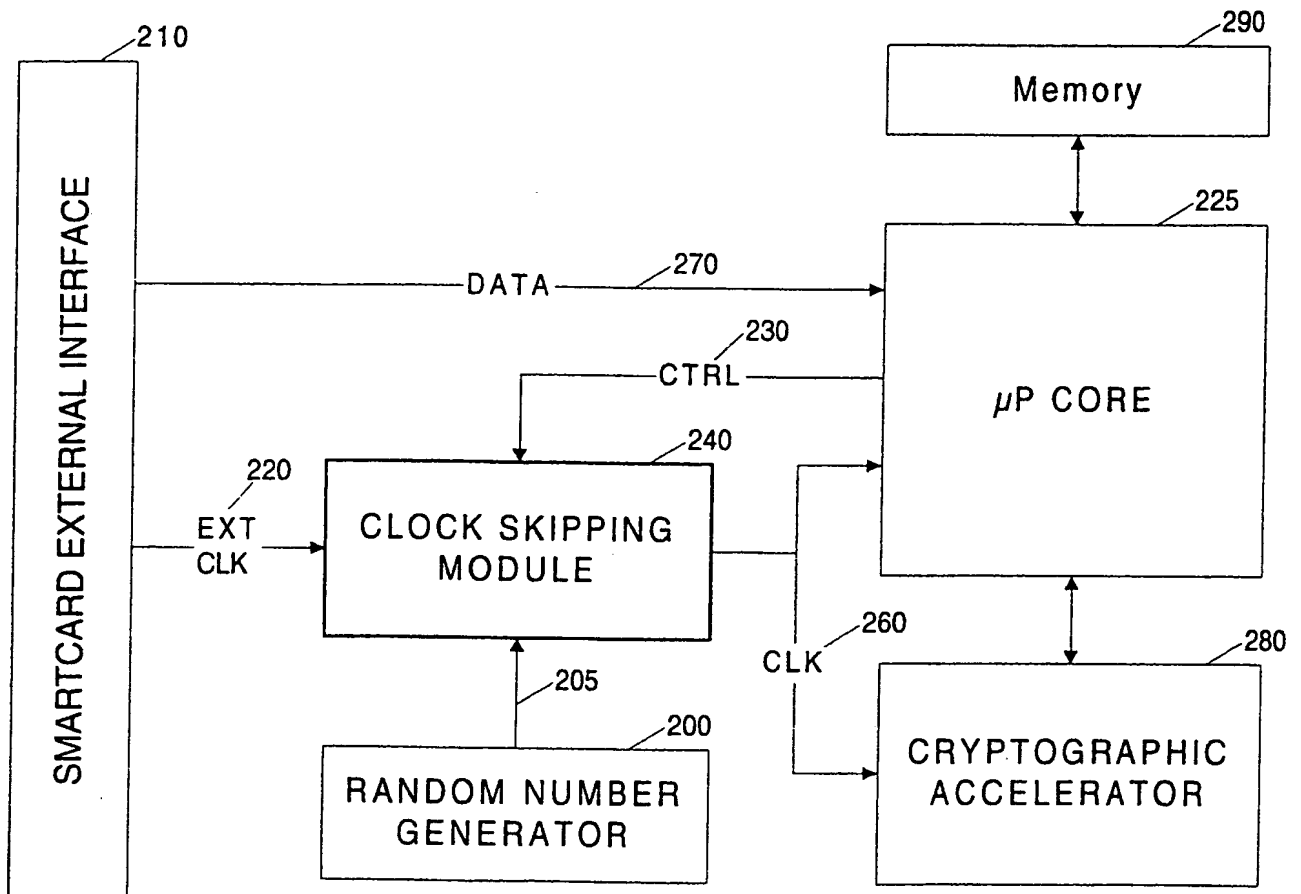 210
290
SMARTCARD EXTERNAL INTERFACE
Memory
225
270
DATA
230
CTRL
µP CORE
240
220
EXT
CLK
CLOCK SKIPPING
MODULE
260
CLK
280
205
200
RANDOM NUMBER
GENERATOR
CRYPTOGRAPHIC
ACCELERATOR